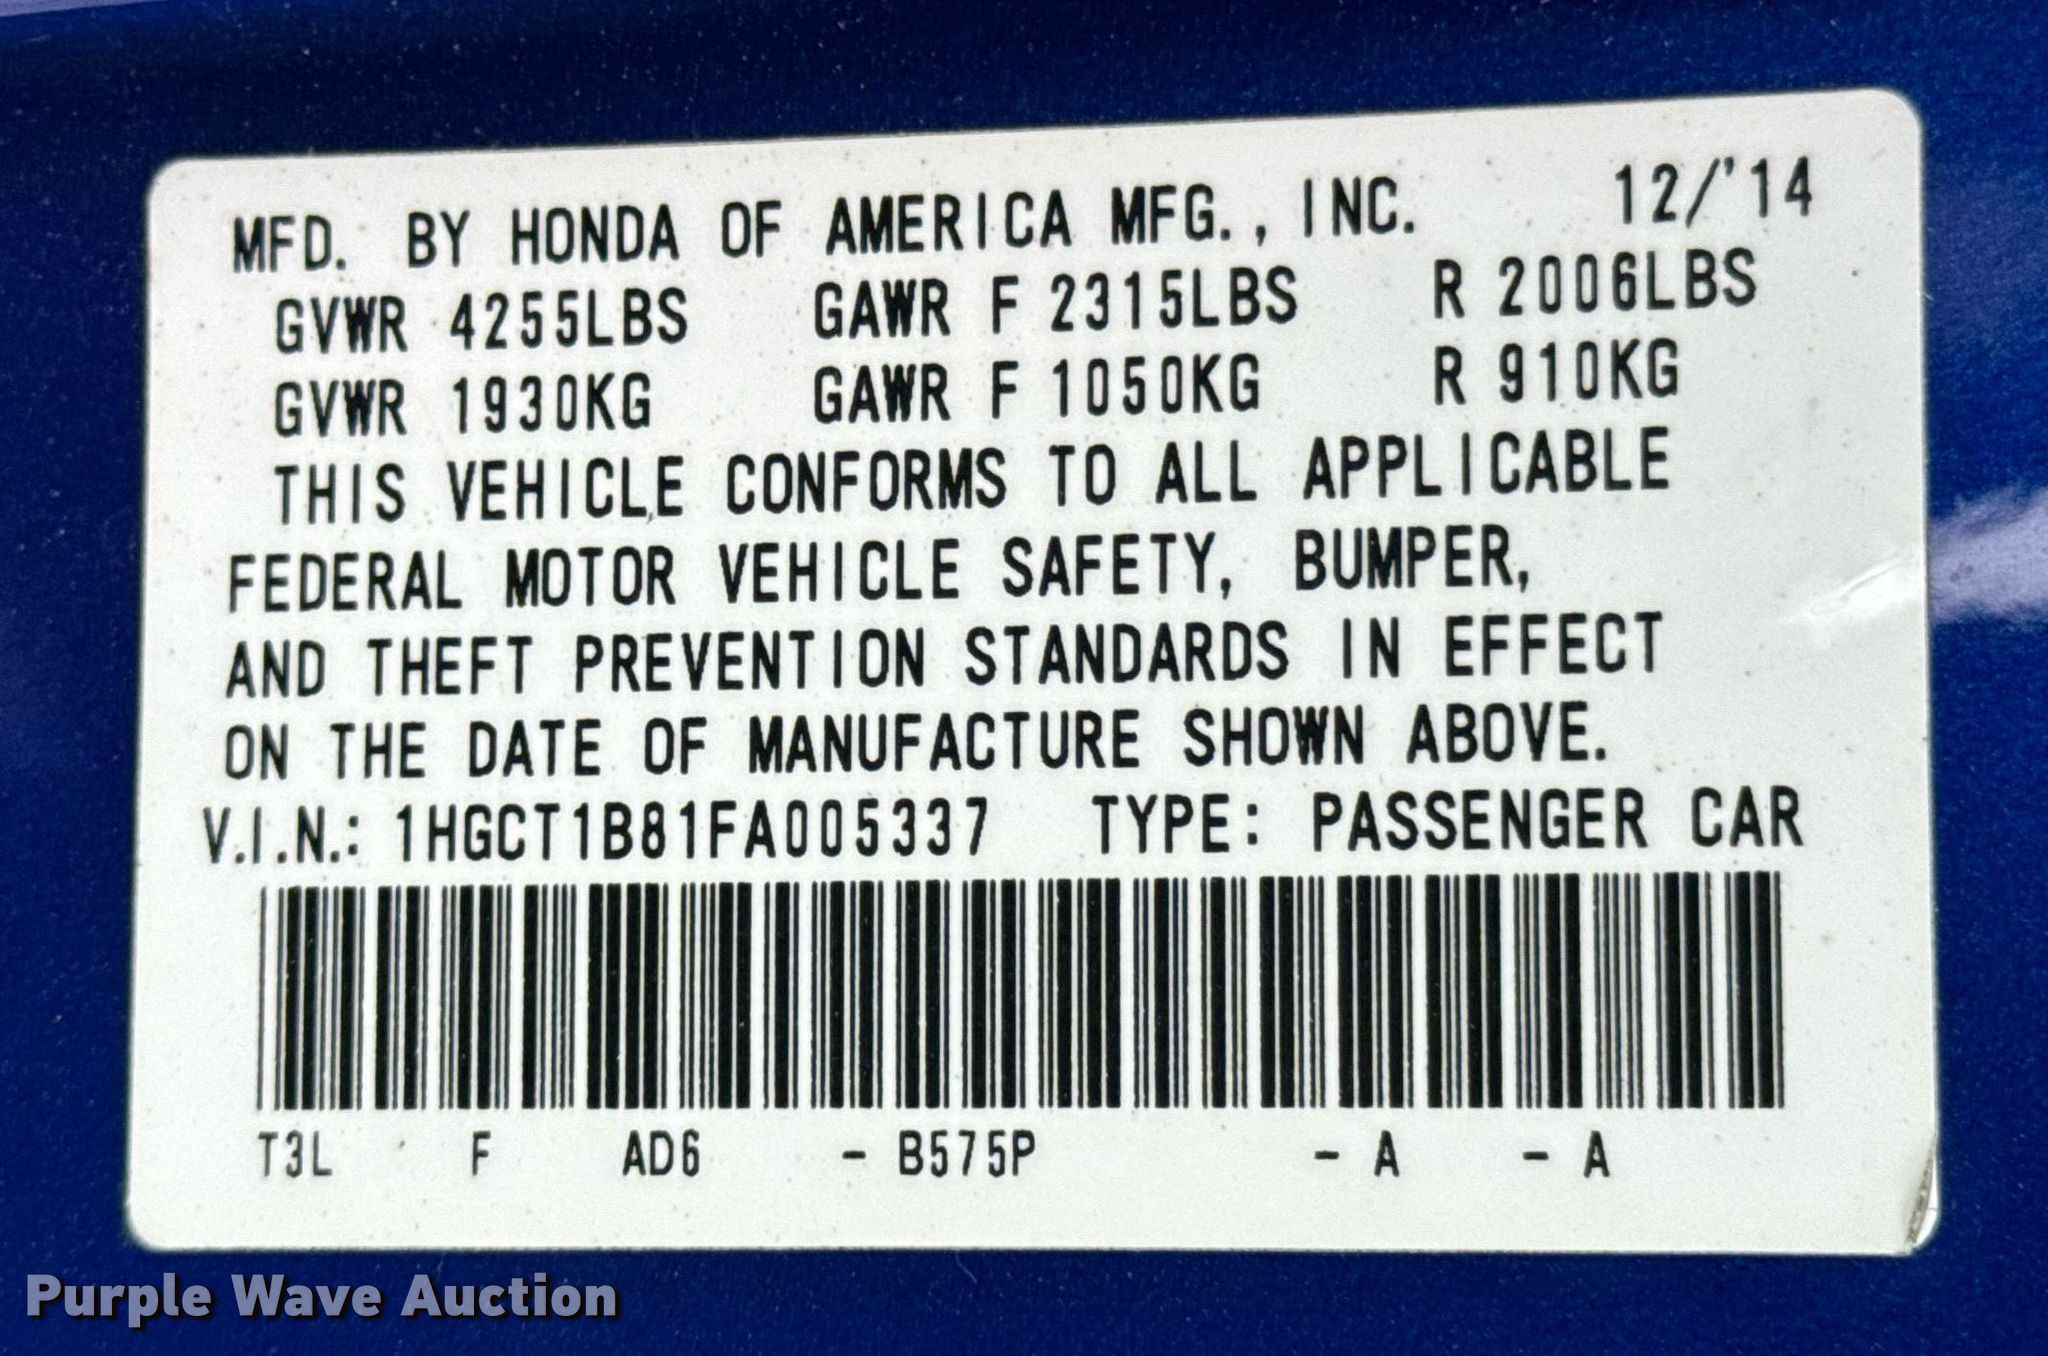 MFD. BY HONDA OF AMERICA MFG., INC. 12/'14
GVWR 4255LBS GAWR F 2315LBS R 2006LBS
GVWR 1930KG GAWR F 1050KG R 910KG
THIS VEHICLE CONFORMS TO ALL APPLICABLE
FEDERAL MOTOR VEHICLE SAFETY, BUMPER,
AND THEFT PREVENTION STANDARDS IN EFFECT
ON THE DATE OF MANUFACTURE SHOWN ABOVE.
V.I.N.: 1HGCT1B81FA005337 TYPE: PASSENGER CAR
T3L F AD6 - B575P - A - A
Purple Wave Auction